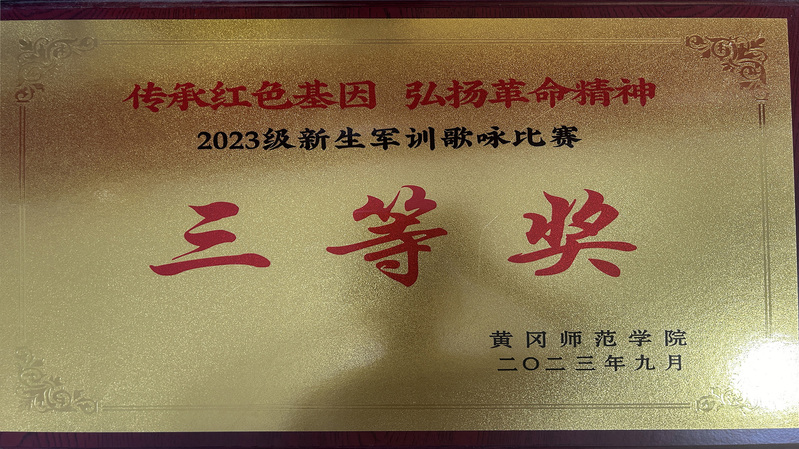 传承红色基因 弘扬革命精神
2023级新生军训歌咏比赛
三等奖
黄冈师范学院
二〇二三年九月